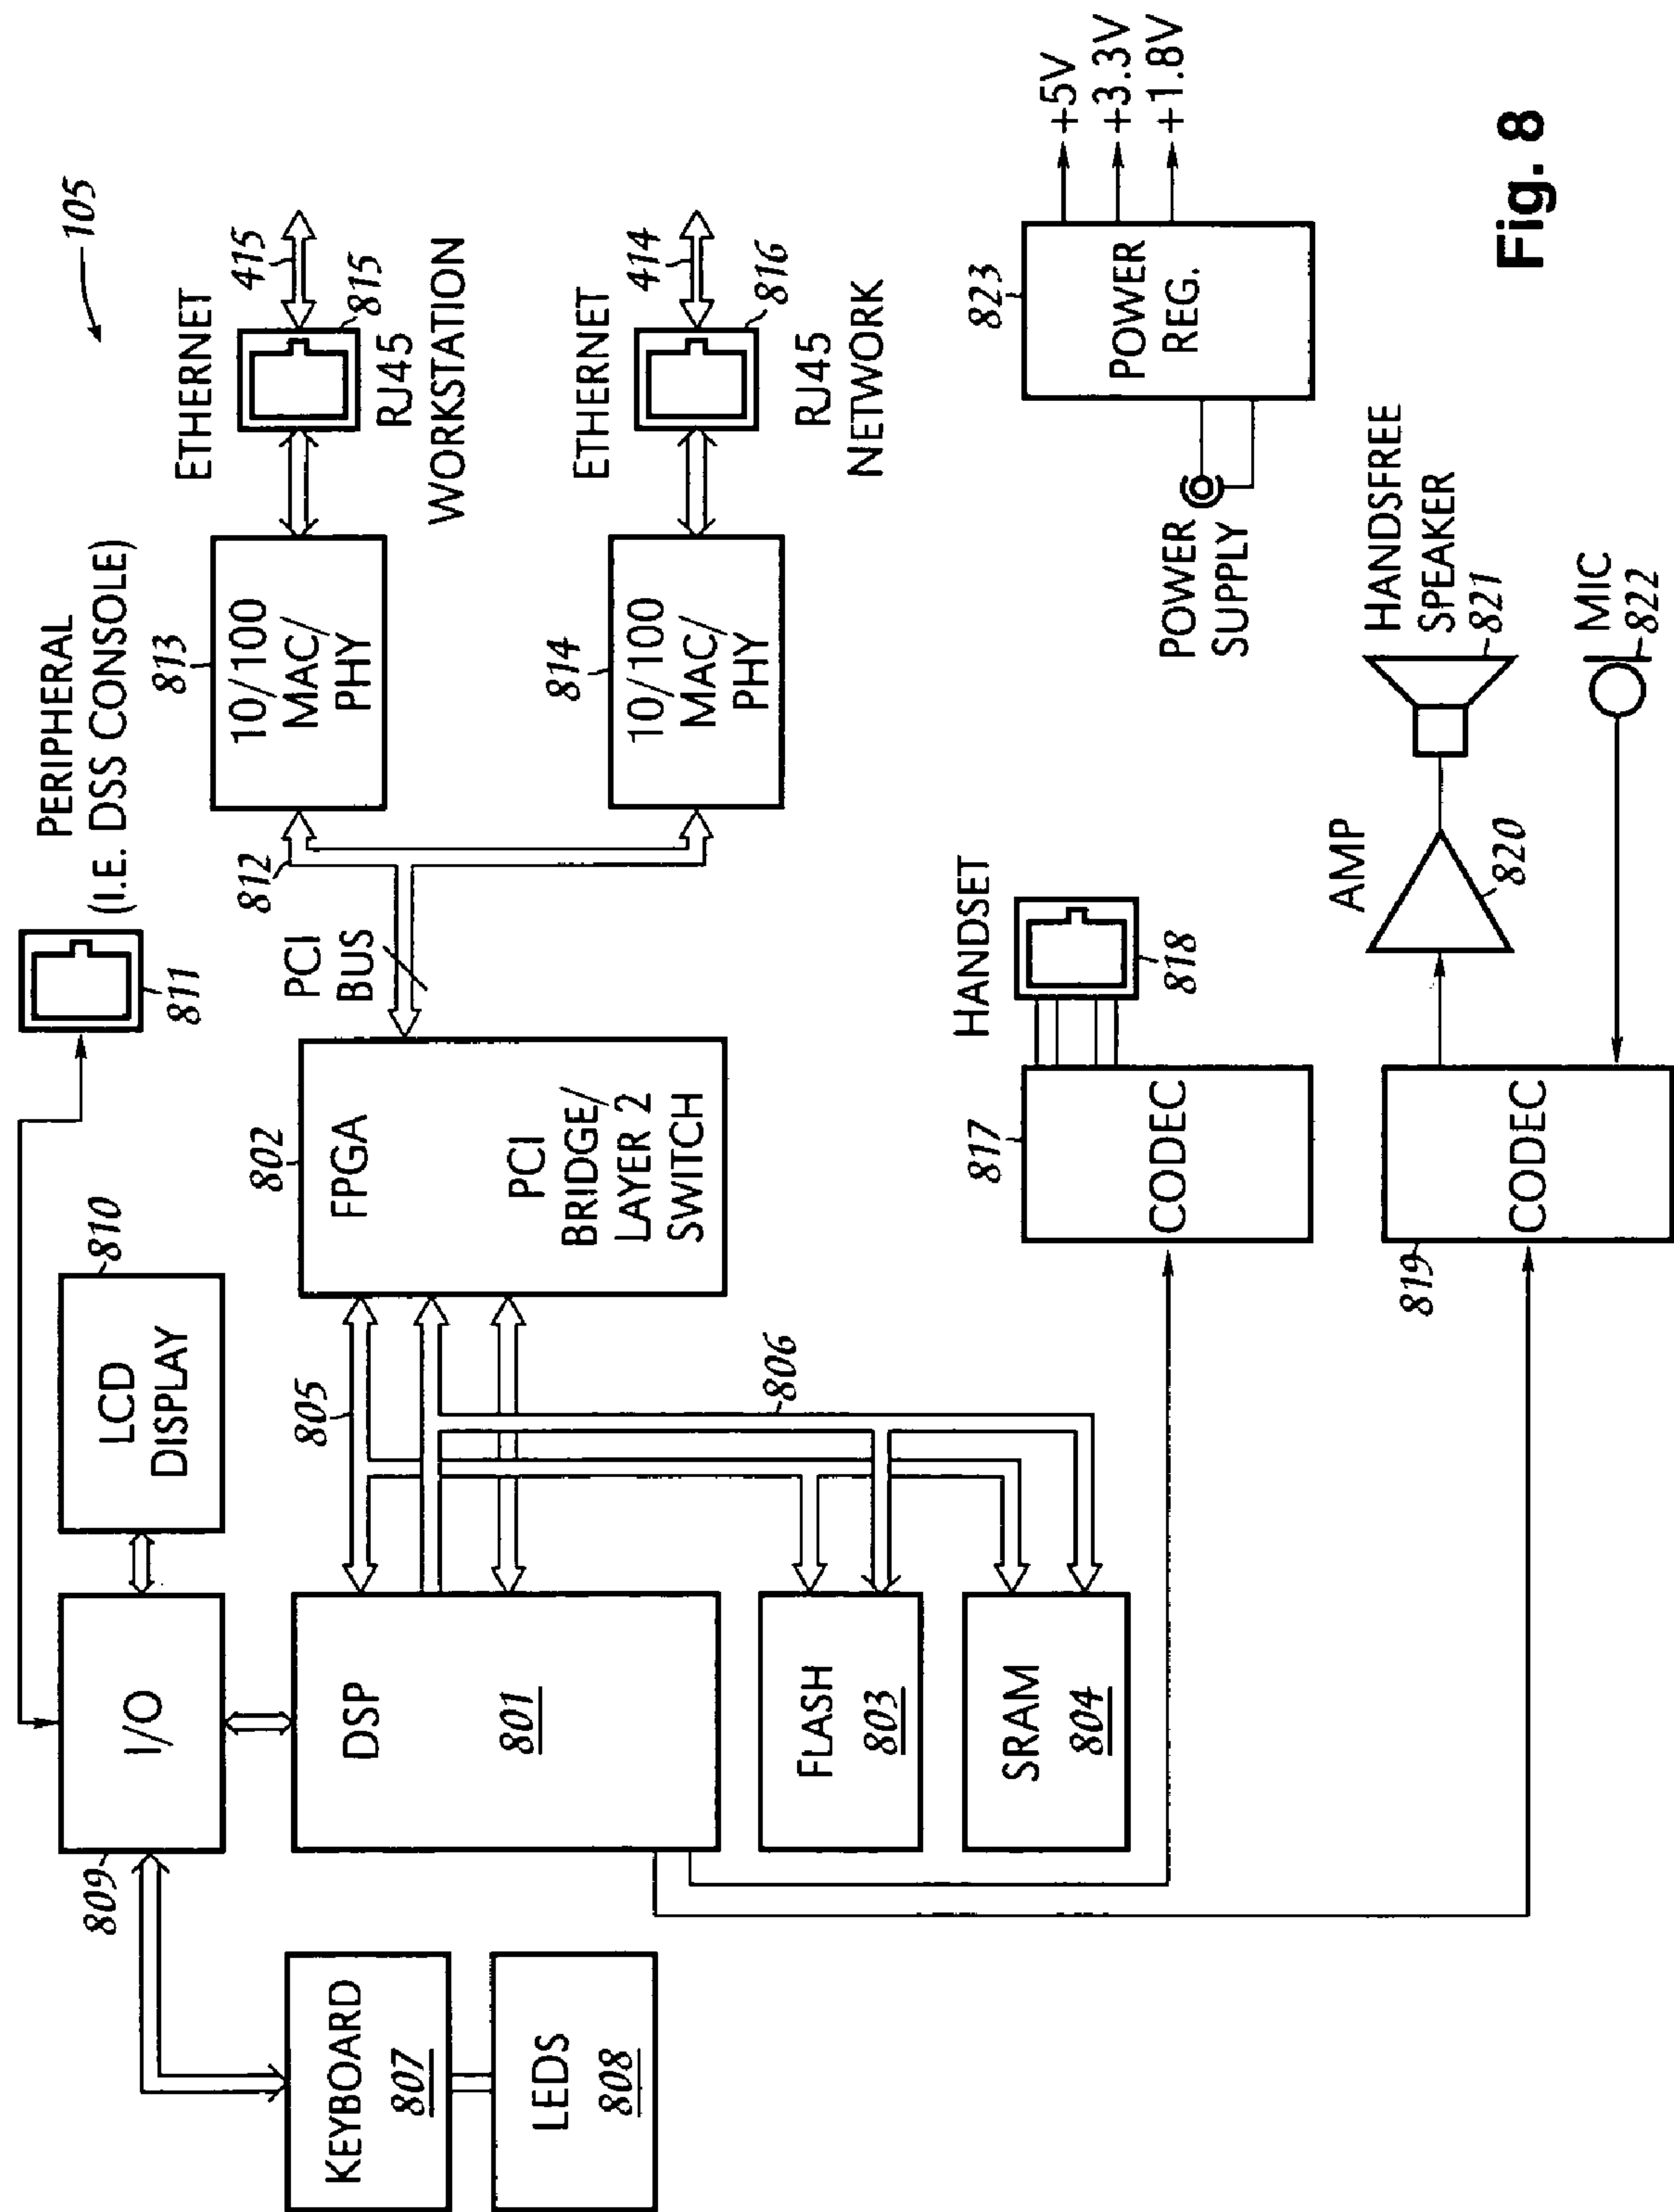 105
PERIPHERAL
(I.E. DSS CONSOLE)
811
810
LCD
DISPLAY
I/O
809
KEYBOARD
807
LEDS
808
DSP
801
FLASH
803
SRAM
804
805
806
802
FPGA
PCI
BRIDGE/
LAYER 2
SWITCH
PCI
BUS
812
813
10/100
MAC/
PHY
814
10/100
MAC/
PHY
ETHERNET
415
815
RJ45
WORKSTATION
ETHERNET
414
816
RJ45
NETWORK
HANDSET
818
817
CODEC
819
CODEC
AMP
820
HANDSFREE
SPEAKER
821
MIC
822
POWER
SUPPLY
823
POWER
REG.
+5V
+3.3V
+1.8V
Fig. 8